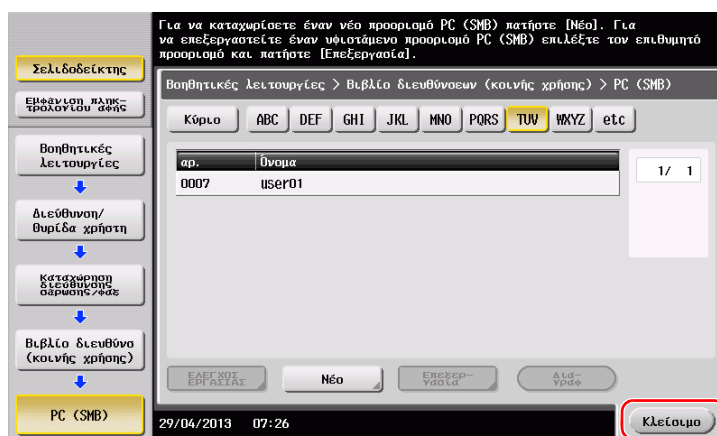 Για να καταχωρίσετε έναν νέο προορισμό PC (SMB) πατήστε [Νέο]. Για
να επεξεργαστείτε έναν υφιστάμενο προορισμό PC (SMB) επιλέξτε τον επιθυμητό
προορισμό και πατήστε [Επεξεργασία].
Σελιδοδείκτης
Εμφάνιση πληκ-
τρολογίου αφής
Βοηθητικές λειτουργίες > Βιβλίο διευθύνσεων (κοινής χρήσης) > PC (SMB)
Κύριο ABC DEF GHI JKL MNO PQRS TUV WXYZ etc
Βοηθητικές
λειτουργίες
αρ. Όνομα
0007 user01
1/ 1
Διεύθυνση/
Θυρίδα χρήστη
Καταχώρηση
διεύθυνσης
σάρωσης/φαξ
Βιβλίο διευθύνσ
(κοινής χρήσης)
ΕΛΕΓΧΟΣ
ΕΡΓΑΣΙΑΣ
Νέο
Επεξερ-
γασία
Δια-
γραφ
PC (SMB)
29/04/2013 07:26
Κλείσιμο